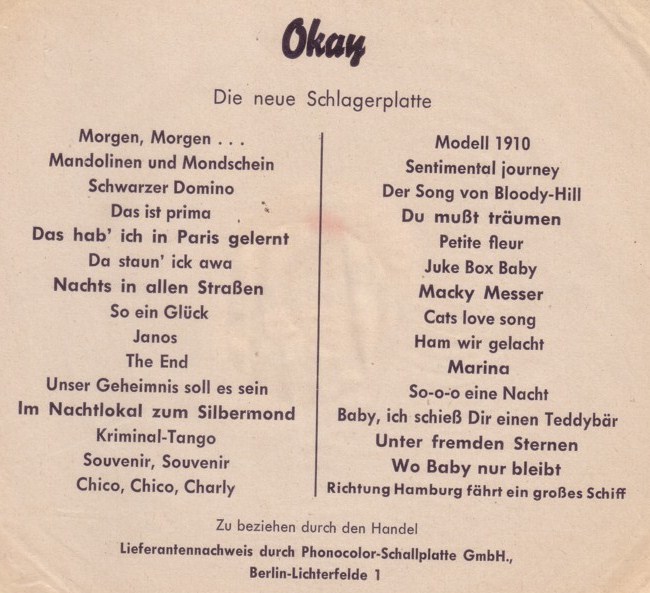 Okay
Die neue Schlagerplatte
Morgen, Morgen . . .
Mandolinen und Mondschein
Schwarzer Domino
Das ist prima
Das hab' ich in Paris gelernt
Da staun' ick awa
Nachts in allen Straßen
So ein Glück
Janos
The End
Unser Geheimnis soll es sein
Im Nachtlokal zum Silbermond
Kriminal-Tango
Souvenir, Souvenir
Chico, Chico, Charly
Modell 1910
Sentimental journey
Der Song von Bloody-Hill
Du mußt träumen
Petite fleur
Juke Box Baby
Macky Messer
Cats love song
Ham wir gelacht
Marina
So-o-o eine Nacht
Baby, ich schieß Dir einen Teddybär
Unter fremden Sternen
Wo Baby nur bleibt
Richtung Hamburg fährt ein großes Schiff
Zu beziehen durch den Handel
Lieferantennachweis durch Phonocolor-Schallplatte GmbH.,
Berlin-Lichterfelde 1